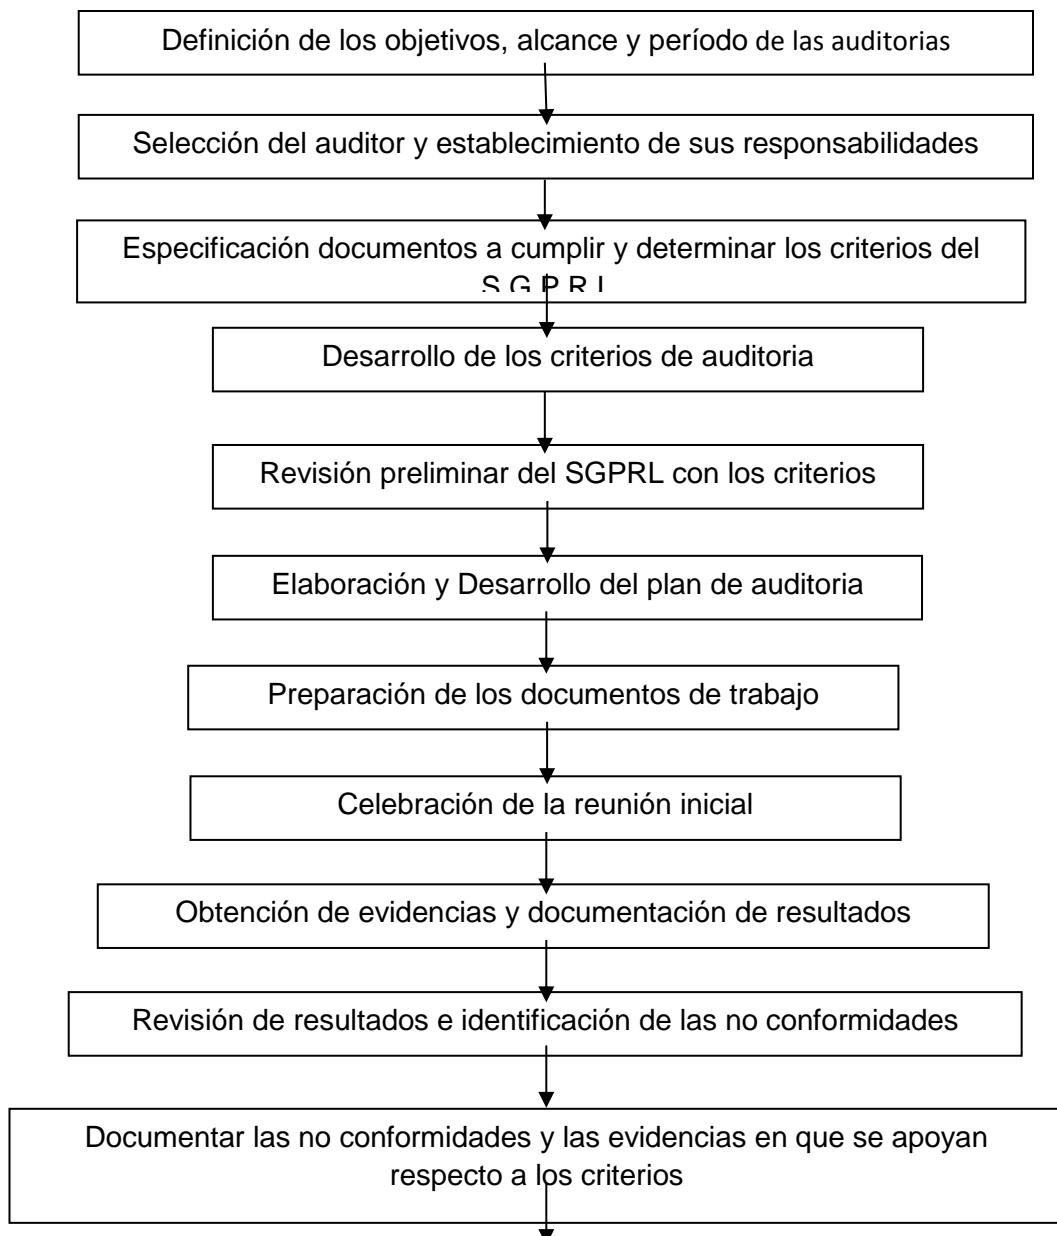 Definición de los objetivos, alcance y período de las auditorias
Selección del auditor y establecimiento de sus responsabilidades
Especificación documentos a cumplir y determinar los criterios del
S G P R L
Desarrollo de los criterios de auditoria
Revisión preliminar del SGPRL con los criterios
Elaboración y Desarrollo del plan de auditoria
Preparación de los documentos de trabajo
Celebración de la reunión inicial
Obtención de evidencias y documentación de resultados
Revisión de resultados e identificación de las no conformidades
Documentar las no conformidades y las evidencias en que se apoyan
respecto a los criterios